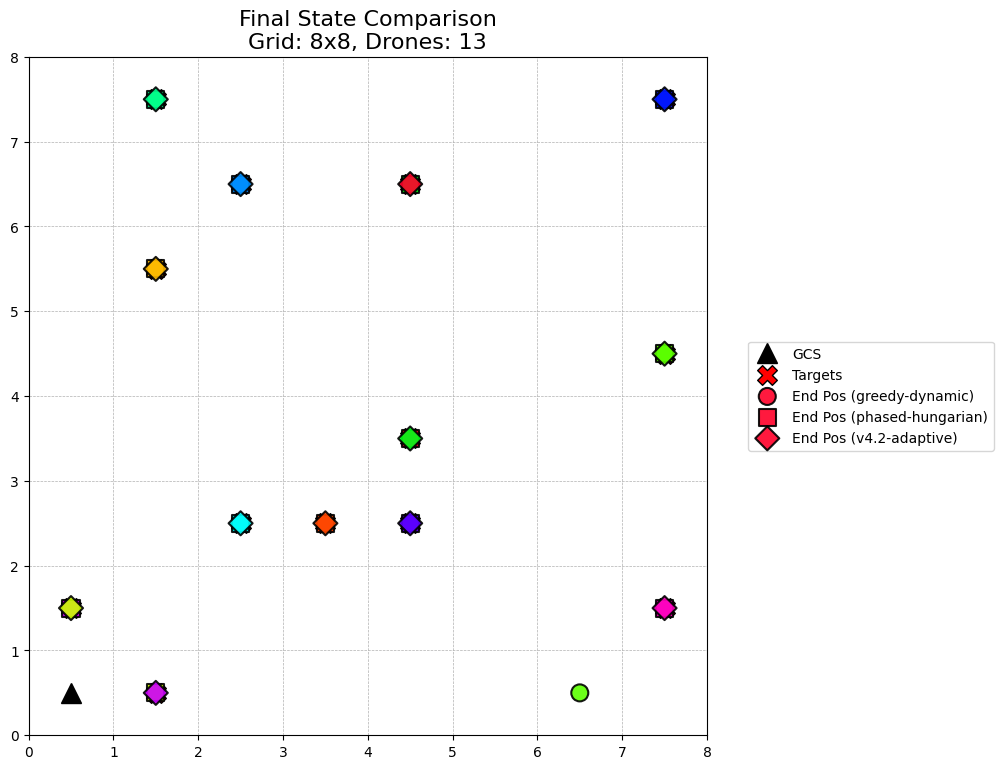 Final State Comparison
Grid: 8x8, Drones: 13
8
7
6
5
4
3
2
1
0
0 1 2 3 4 5 6 7 8
GCS
Targets
End Pos (greedy-dynamic)
End Pos (phased-hungarian)
End Pos (v4.2-adaptive)